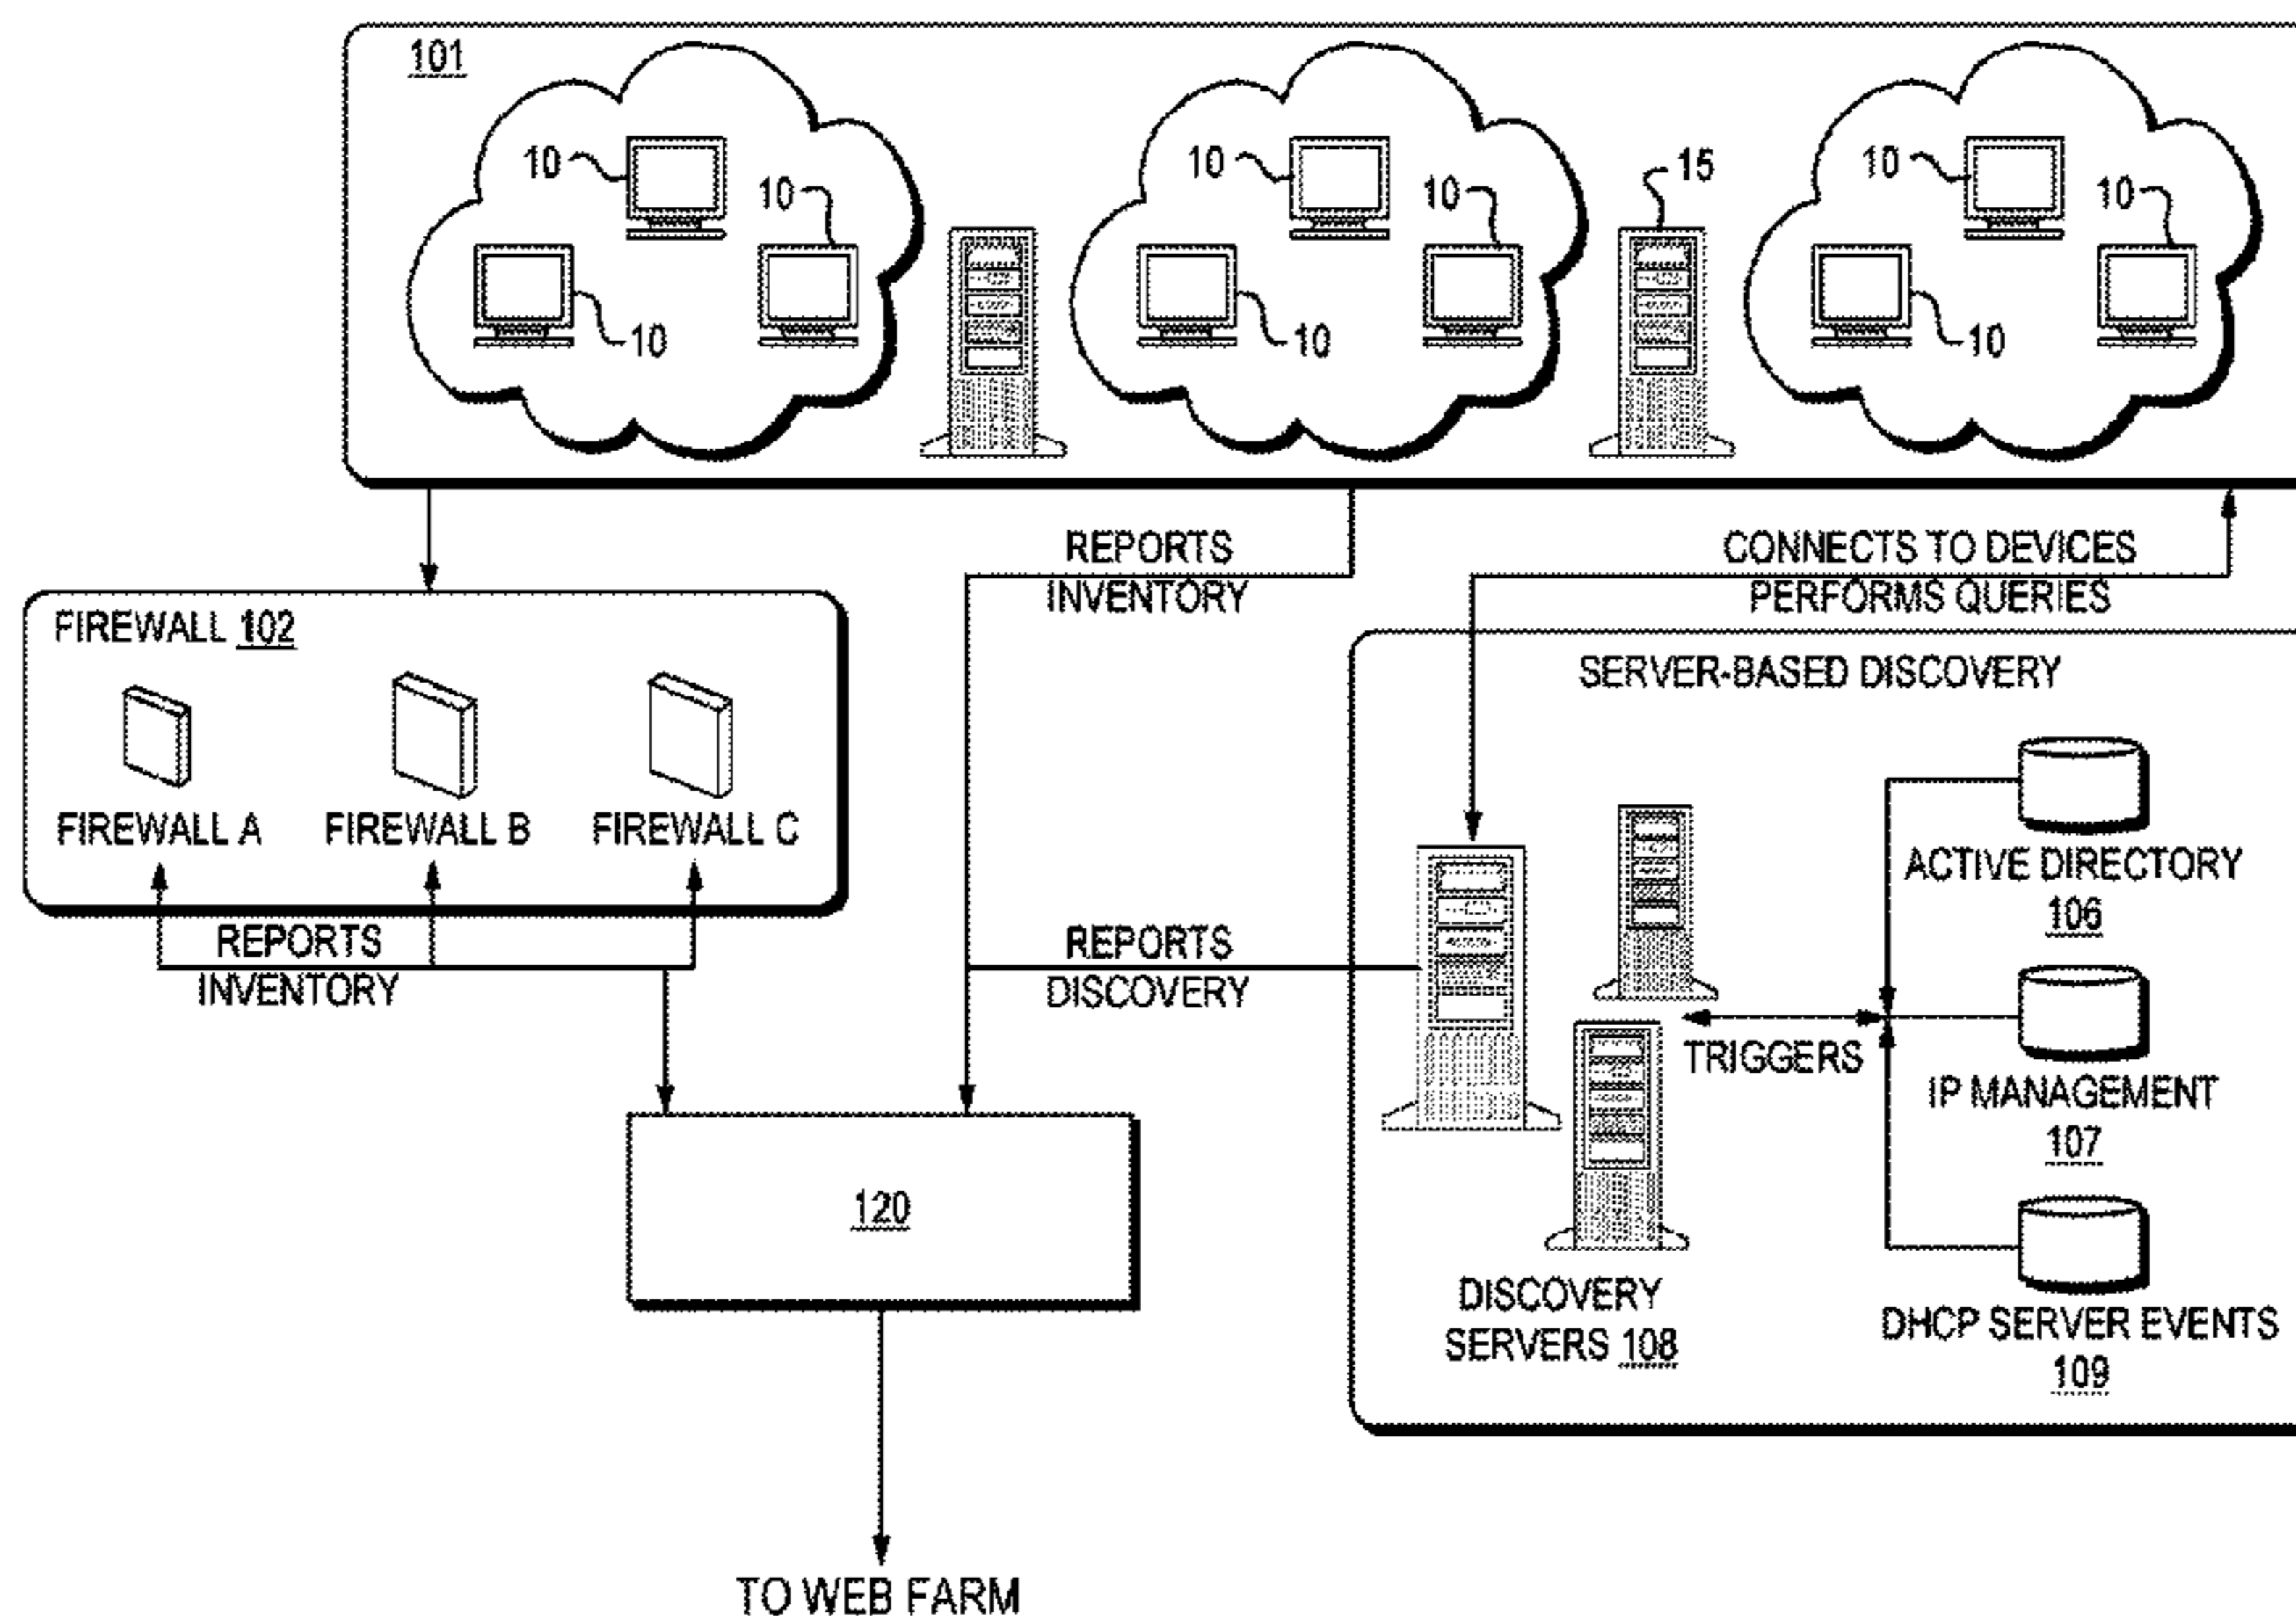 101
10
10
10
10
10
10
15
10
10
10
REPORTS
INVENTORY
CONNECTS TO DEVICES
PERFORMS QUERIES
FIREWALL 102
FIREWALL A
FIREWALL B
FIREWALL C
REPORTS
INVENTORY
REPORTS
DISCOVERY
SERVER-BASED DISCOVERY
ACTIVE DIRECTORY
106
TRIGGERS
IP MANAGEMENT
107
DISCOVERY
SERVERS 108
DHCP SERVER EVENTS
109
120
TO WEB FARM